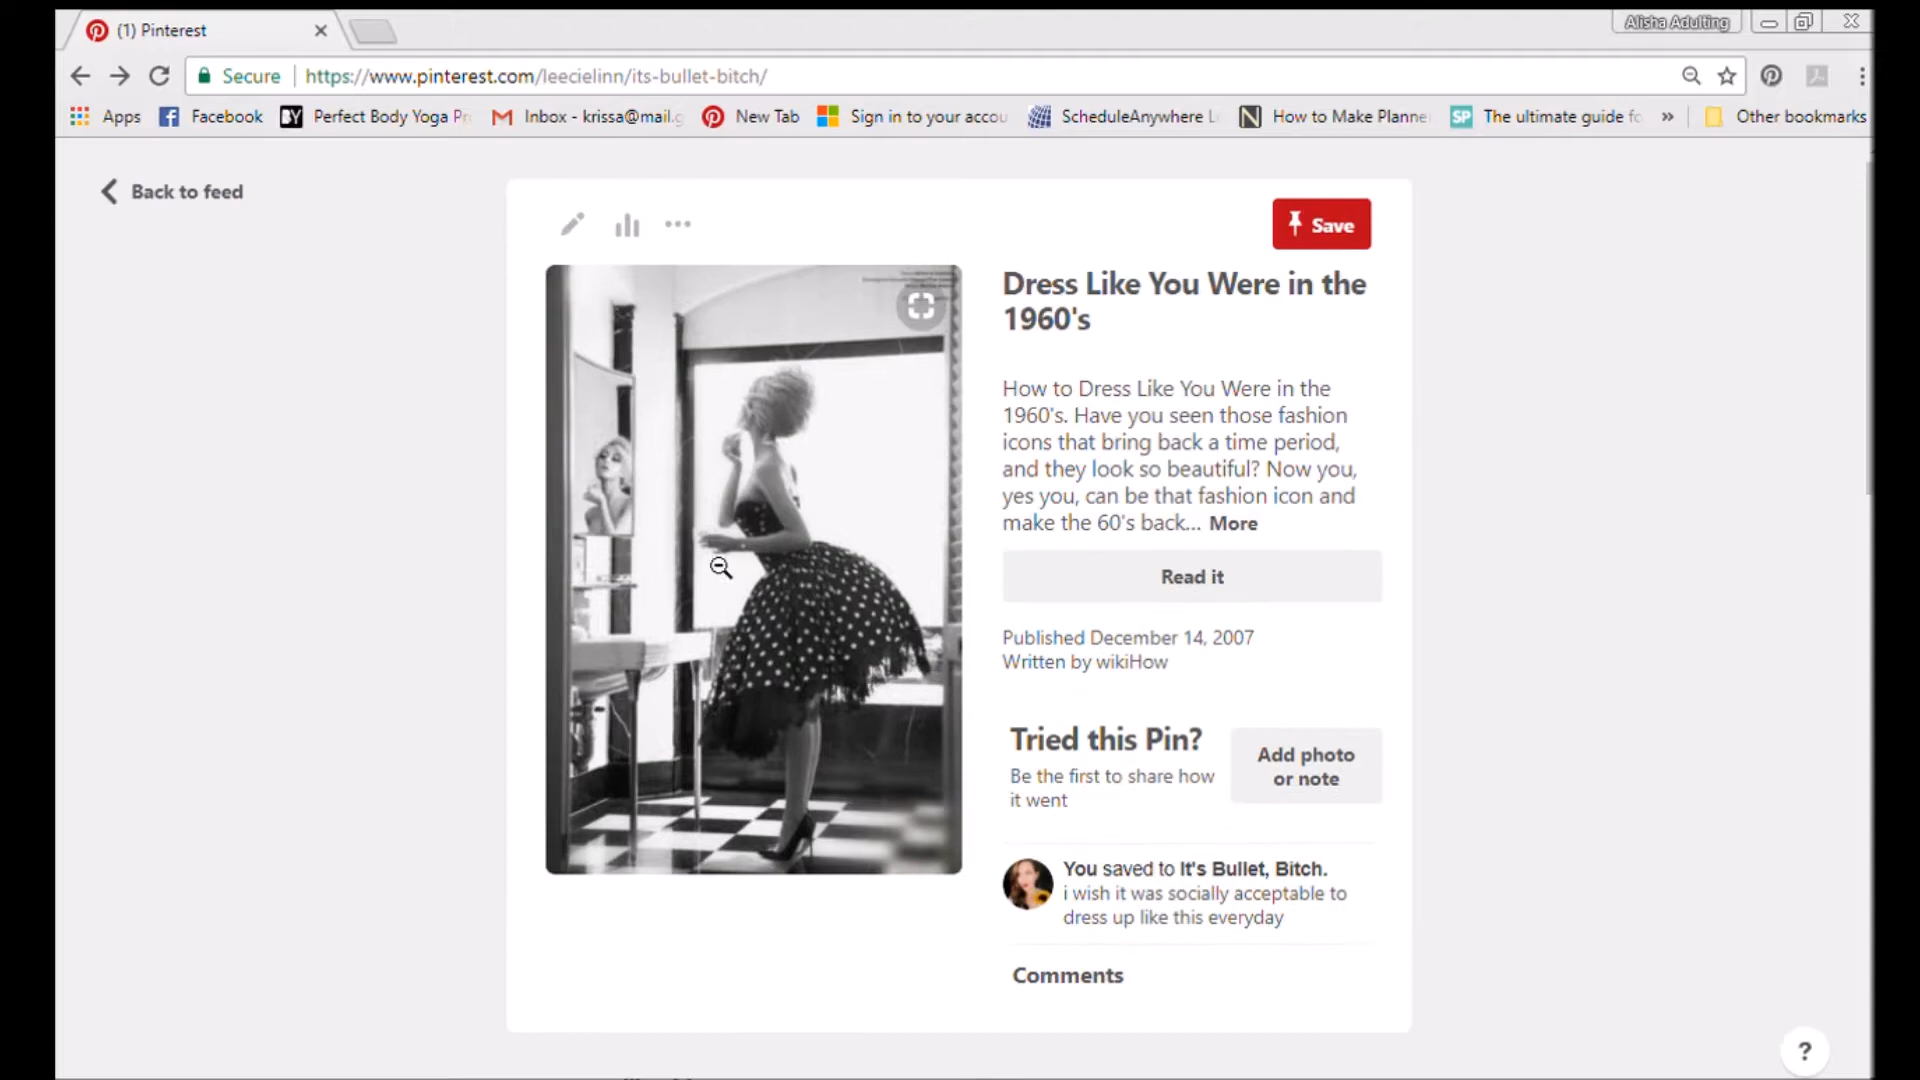 (1) Pinterest
Alisha Adulting
Secure https://www.pinterest.com/leecielinn/its-bullet-bitch/
Apps Facebook Perfect Body Yoga Pr Inbox - krissa@mail.g New Tab Sign in to your accou ScheduleAnywhere L N How to Make Planne SP The ultimate guide fo » Other bookmarks
Back to feed
Save
Dress Like You Were in the
1960's
How to Dress Like You Were in the
1960's. Have you seen those fashion
icons that bring back a time period,
and they look so beautiful? Now you,
yes you, can be that fashion icon and
make the 60's back... More
Read it
Published December 14, 2007
Written by wikiHow
Tried this Pin?
Be the first to share how
it went
Add photo
or note
You saved to It's Bullet, Bitch.
i wish it was socially acceptable to
dress up like this everyday
Comments
?